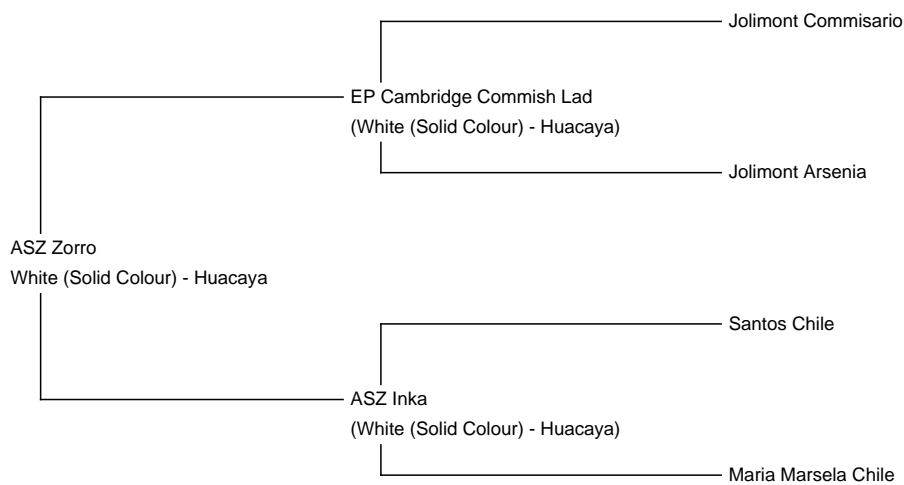 Jolimont Commisario
EP Cambridge Commish Lad
(White (Solid Colour) - Huacaya)
Jolimont Arsenia
ASZ Zorro
White (Solid Colour) - Huacaya
Santos Chile
ASZ Inka
(White (Solid Colour) - Huacaya)
Maria Marsela Chile